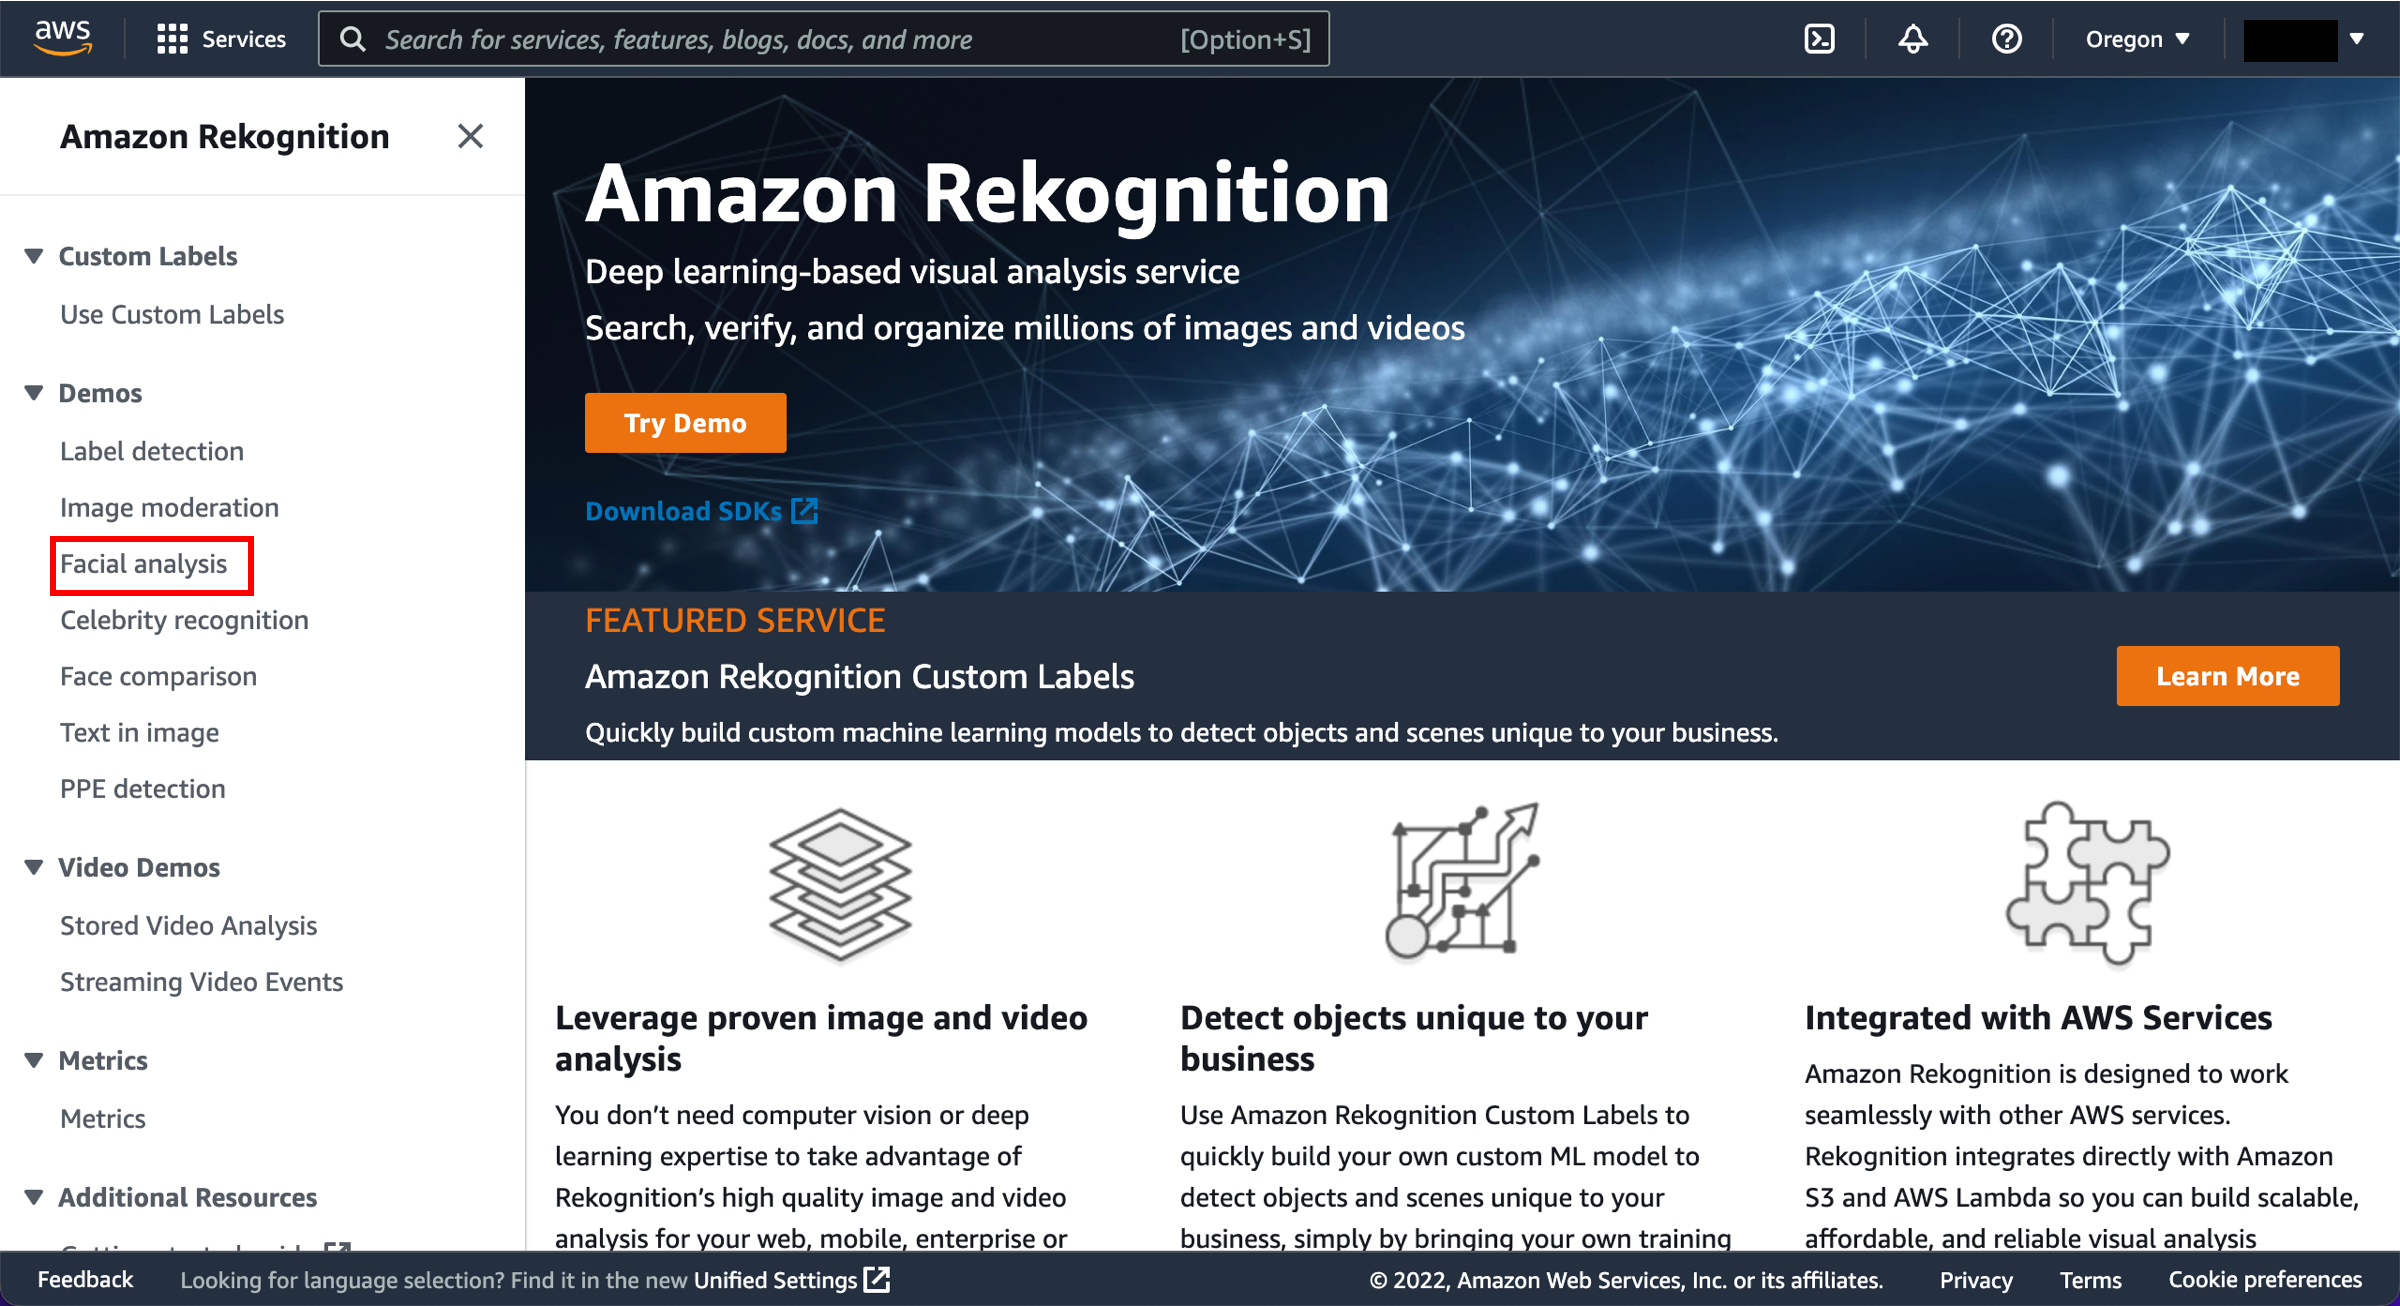 aws
Services
Search for services, features, blogs, docs, and more
[Option+S]
Oregon
Amazon Rekognition
Custom Labels
Use Custom Labels
Demos
Label detection
Image moderation
Facial analysis
Celebrity recognition
Face comparison
Text in image
PPE detection
Video Demos
Stored Video Analysis
Streaming Video Events
Metrics
Metrics
Additional Resources
Amazon Rekognition
Deep learning-based visual analysis service
Search, verify, and organize millions of images and videos
Try Demo
Download SDKs
FEATURED SERVICE
Amazon Rekognition Custom Labels
Learn More
Quickly build custom machine learning models to detect objects and scenes unique to your business.
Leverage proven image and video
analysis
You don’t need computer vision or deep
learning expertise to take advantage of
Rekognition’s high quality image and video
analysis for your web, mobile, enterprise or
Detect objects unique to your
business
Use Amazon Rekognition Custom Labels to
quickly build your own custom ML model to
detect objects and scenes unique to your
business, simply by bringing your own training
Integrated with AWS Services
Amazon Rekognition is designed to work
seamlessly with other AWS services.
Rekognition integrates directly with Amazon
S3 and AWS Lambda so you can build scalable,
affordable, and reliable visual analysis
Feedback
Looking for language selection? Find it in the new Unified Settings
© 2022, Amazon Web Services, Inc. or its affiliates.
Privacy
Terms
Cookie preferences